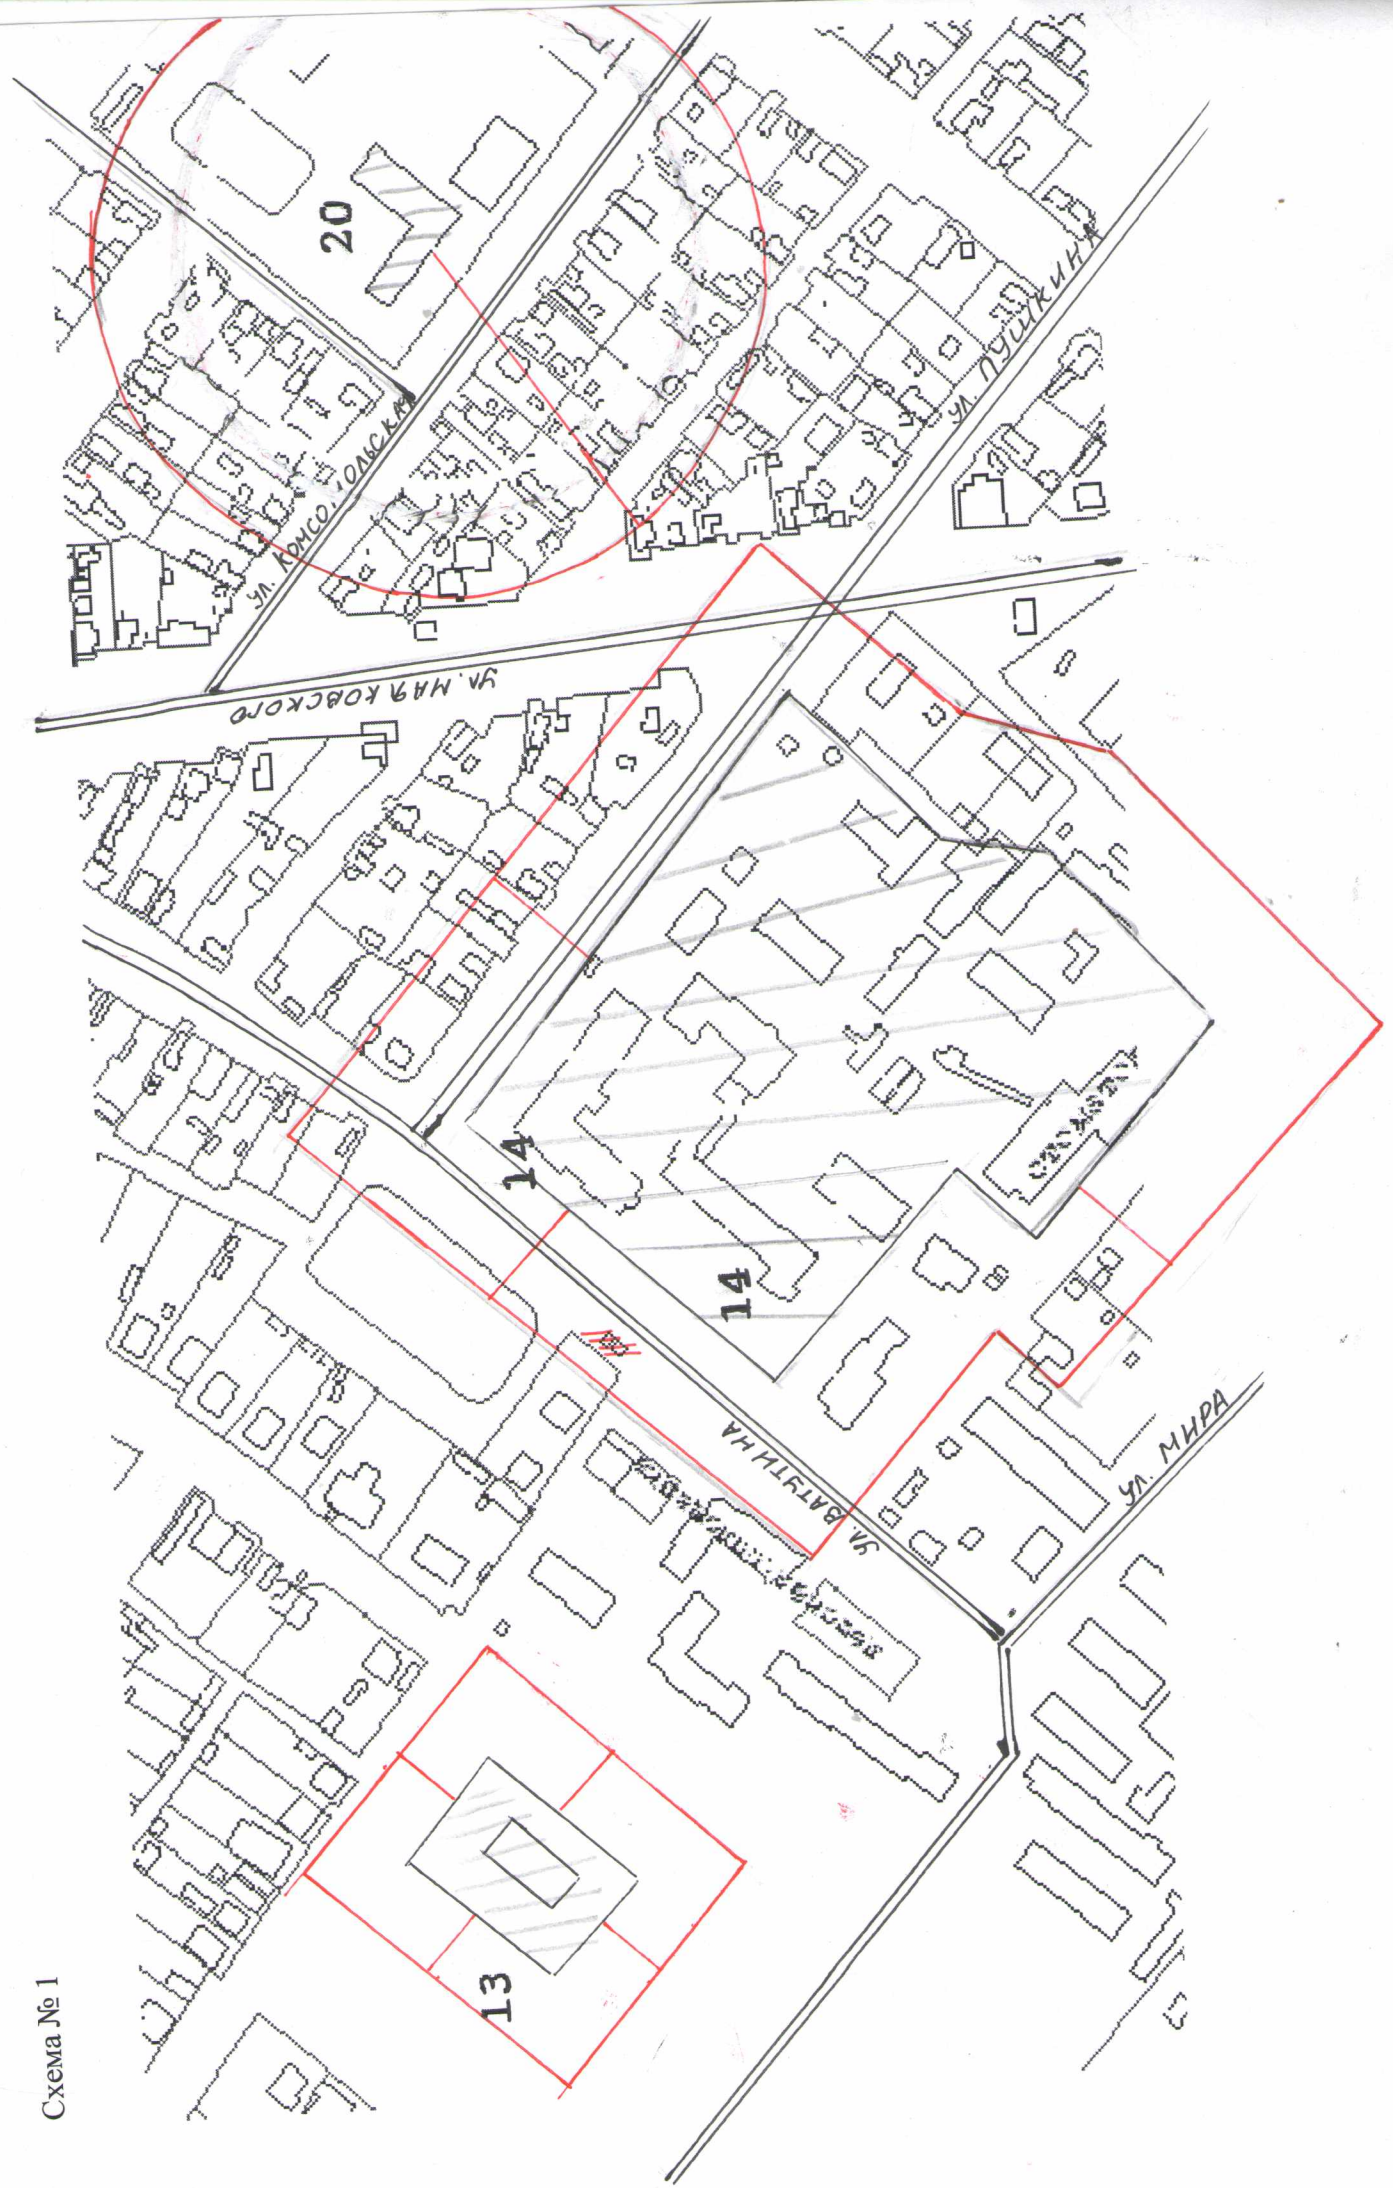 Схема № 1
20
ул. КОМСОМОЛЬСКАЯ
ул. МАЯКОВСКОГО
ул. ПУШКИНА
14
14
ул. ВАТУТИНА
ул. МИРА
13